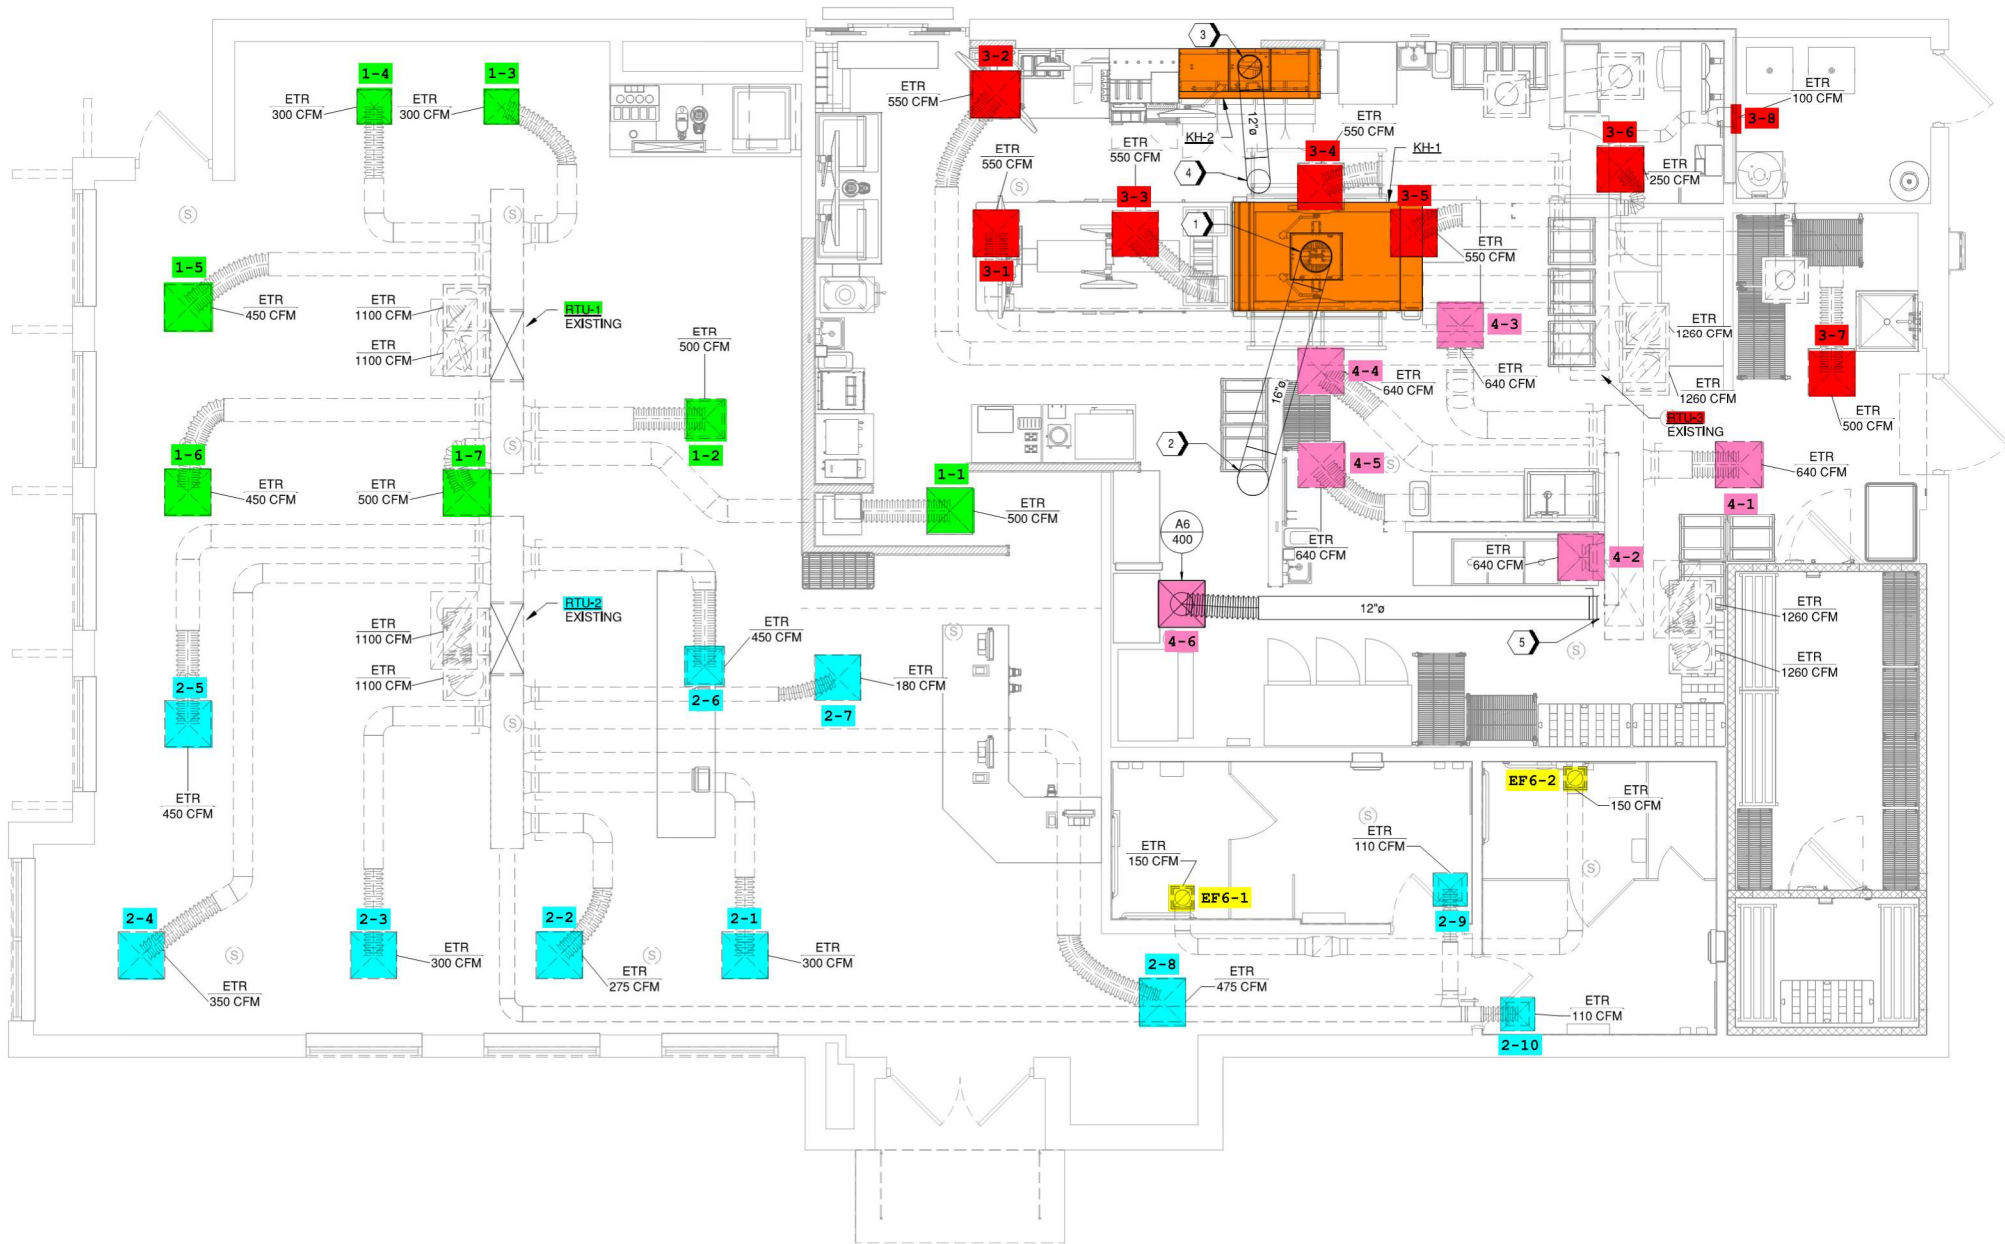 3
1-4
1-3
3-2
ETR
300 CFM
ETR
300 CFM
ETR
550 CFM
12"ø
KH-2
ETR
550 CFM
KH-1
3-6
ETR
100 CFM
3-8
ETR
550 CFM
ETR
550 CFM
3-4
4
ETR
250 CFM
S
S
S
3-3
3-5
1
ETR
550 CFM
3-1
1-5
ETR
450 CFM
ETR
1100 CFM
ETR
1100 CFM
RTU-1
EXISTING
ETR
500 CFM
4-3
ETR
1260 CFM
ETR
1260 CFM
3-7
4-4
ETR
640 CFM
ETR
640 CFM
16"ø
RTU-3
EXISTING
ETR
500 CFM
1-6
1-7
S
1-2
2
4-5
S
ETR
640 CFM
4-1
ETR
450 CFM
ETR
500 CFM
1-1
ETR
500 CFM
A6
400
ETR
640 CFM
ETR
640 CFM
4-2
RTU-2
EXISTING
ETR
1100 CFM
ETR
1100 CFM
12"ø
4-6
5
S
S
ETR
1260 CFM
ETR
1260 CFM
ETR
450 CFM
2-6
ETR
180 CFM
2-7
2-5
S
ETR
450 CFM
EF6-2
ETR
150 CFM
S
ETR
110 CFM
ETR
150 CFM
EF6-1
S
2-9
2-4
2-3
2-2
2-1
S
S
ETR
350 CFM
ETR
300 CFM
ETR
275 CFM
ETR
300 CFM
2-8
ETR
475 CFM
ETR
110 CFM
2-10